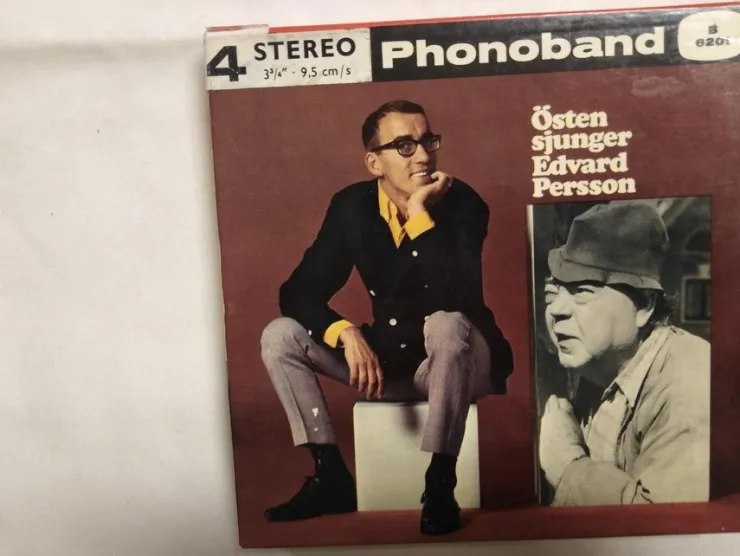 4 STEREO
3³/₄" - 9,5 cm/s
Phonoband
B
Östen
sjunger
Edvard
Persson